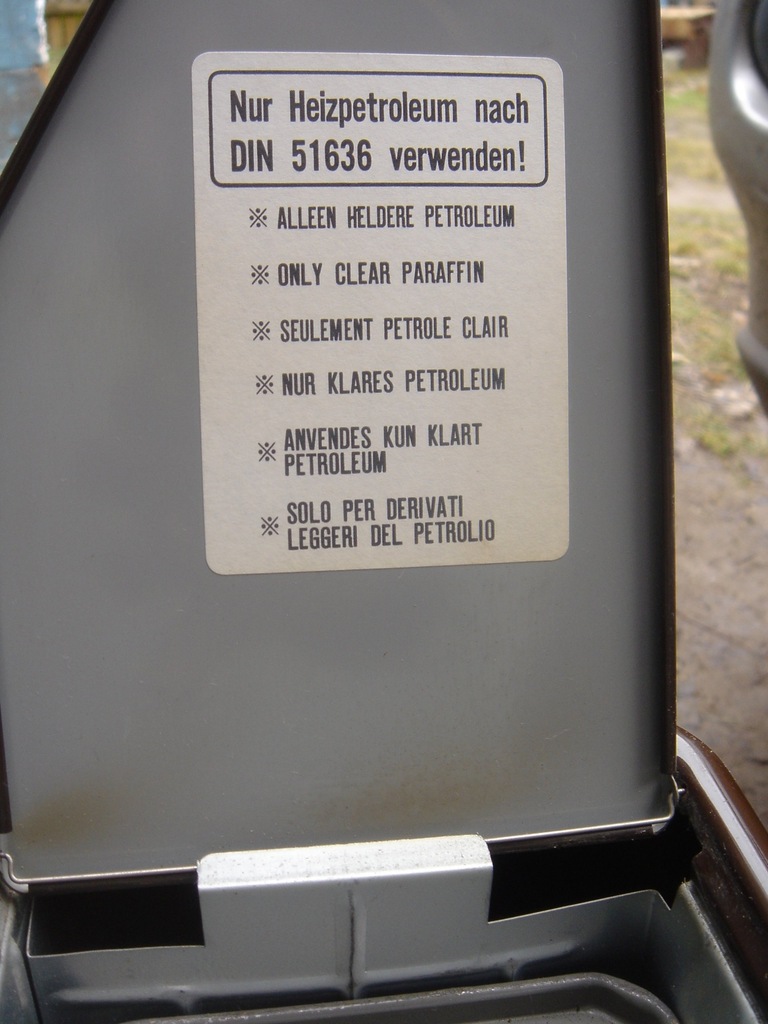 Nur Heizpetroleum nach
DIN 51636 verwenden!
※ ALLEEN HELDERE PETROLEUM
※ ONLY CLEAR PARAFFIN
※ SEULEMENT PETROLE CLAIR
※ NUR KLARES PETROLEUM
※ ANVENDES KUN KLART
PETROLEUM
※ SOLO PER DERIVATI
LEGGERI DEL PETROLIO